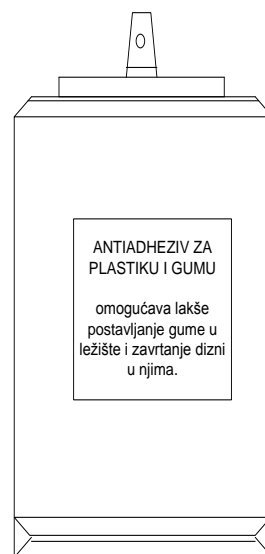 ANTIADHEZIV ZA
PLASTIKU I GUMU
omogućava lakše
postavljanje gume u
ležište i zavrtanje dizni
u njima.